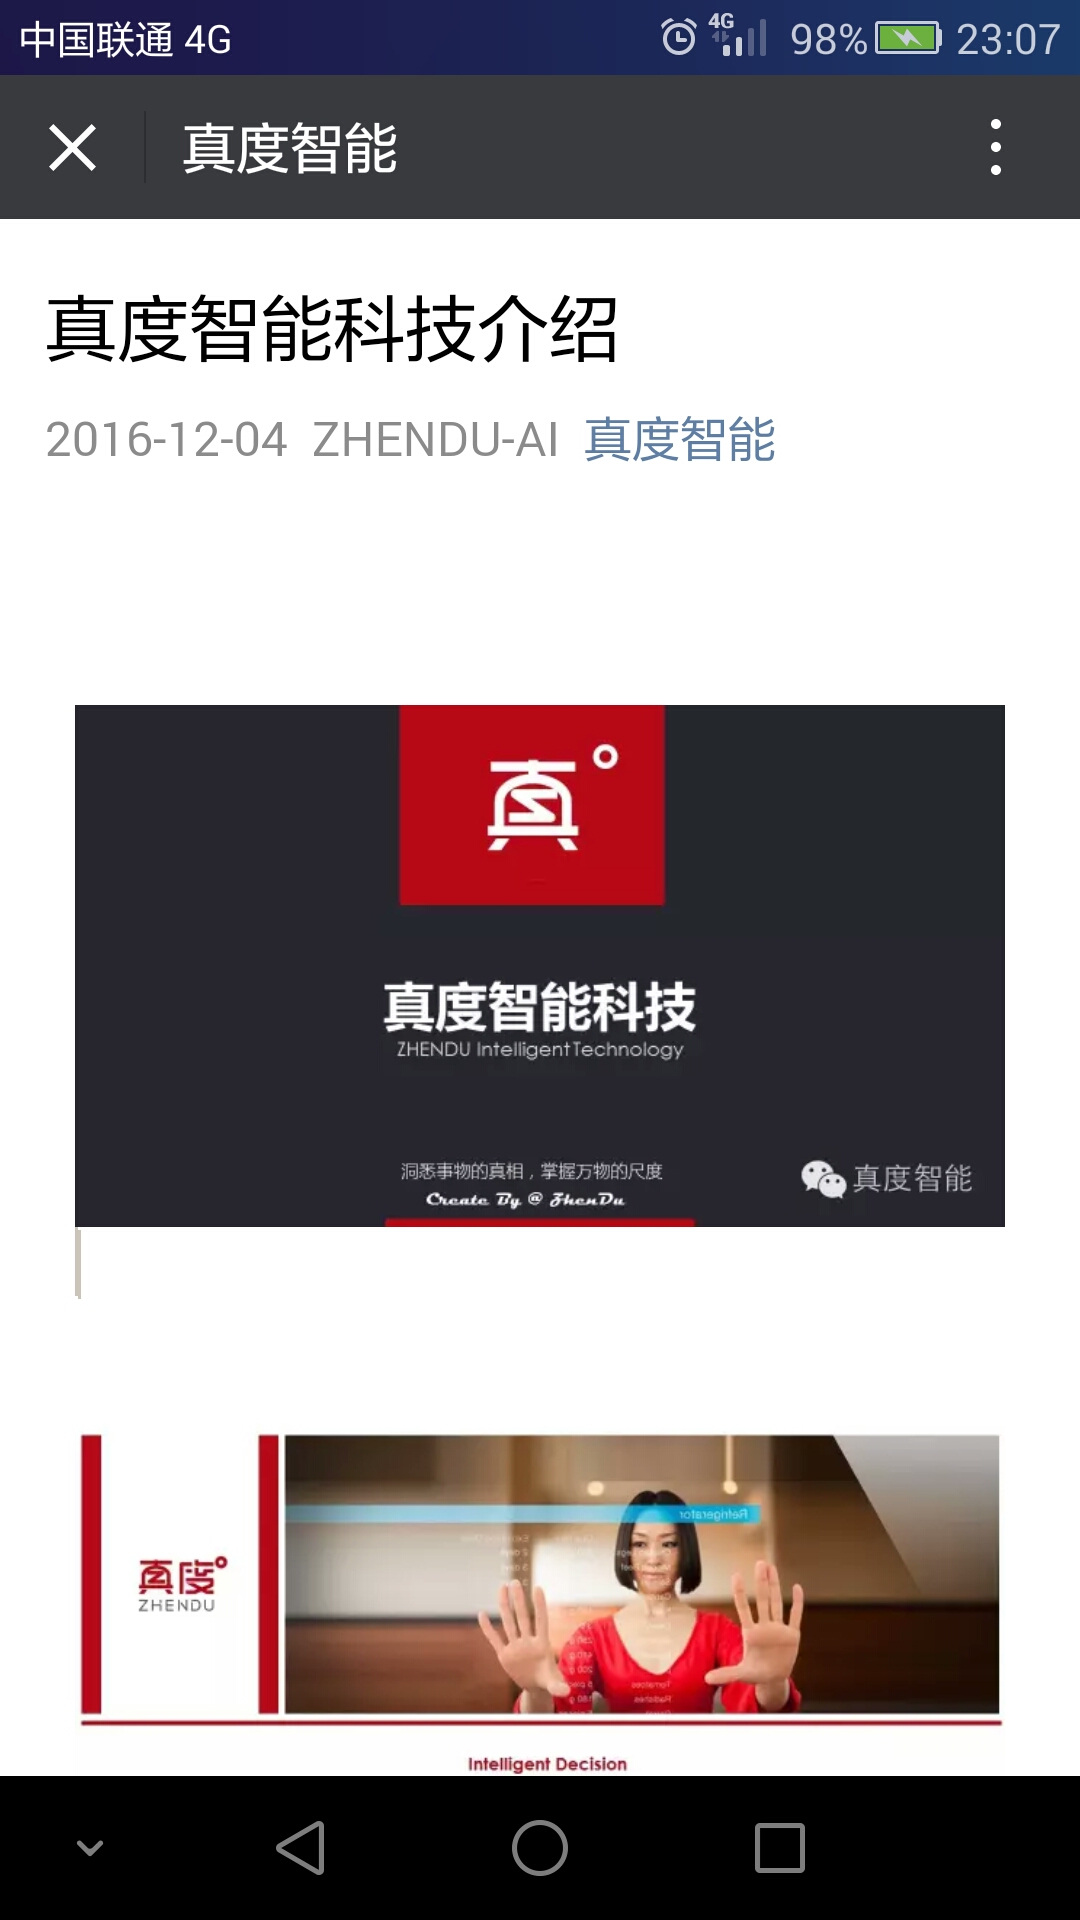 中国联通 4G
4G 98% 23:07
真度智能
真度智能科技介绍
2016-12-04 ZHENDU-AI 真度智能
真°
真度智能科技
ZHENDU Intelligent Technology
洞悉事物的真相，掌握万物的尺度
Create By @ ZhenDu
真度智能
Refrigerator
真度
ZHENDU
Intelligent Decision